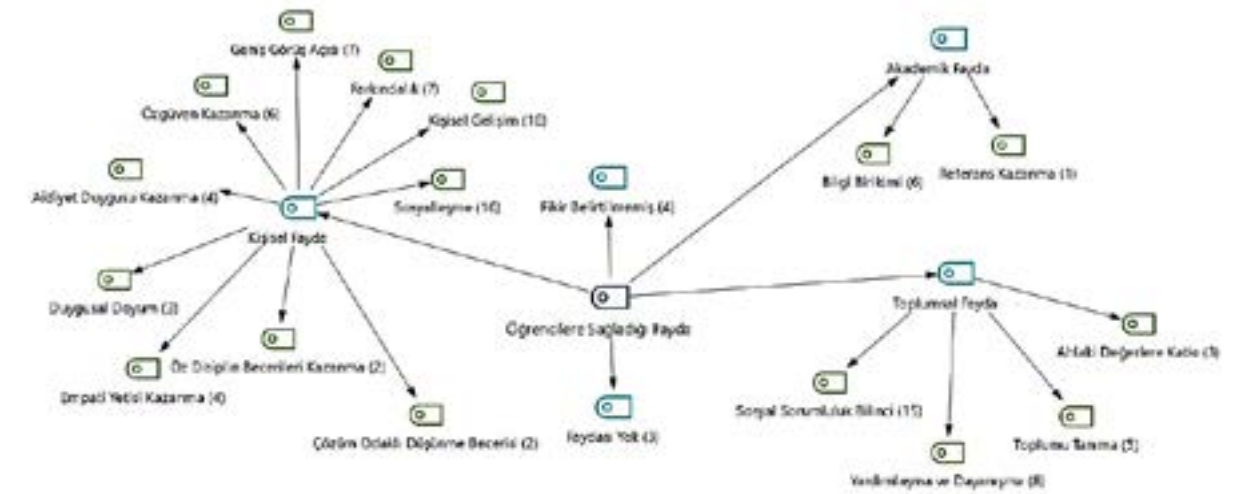 Geniş Görüş Açısı (7)
Farkındalık (7)
Özgüven Kazanma (6)
Kişisel Gelişim (10)
Aidiyet Duygusu Kazanma (4)
Sosyalleşme (16)
Kişisel Fayda
Duygusal Doyum (3)
Öz Disiplin Becerileri Kazanma (2)
Empati Yetisi Kazanma (4)
Çözüm Odaklı Düşünme Becerisi (2)
Fikir Belirtilmemiş (4)
Öğrencilere Sağladığı Fayda
Faydası Yok (3)
Akademik Fayda
Bilgi Birikimi (6)
Referans Kazanma (1)
Toplumsal Fayda
Ahlaki Değerlere Katkı (3)
Sosyal Sorumluluk Bilinci (15)
Toplumu Tanıma (5)
Yardımlaşma ve Dayanışma (8)